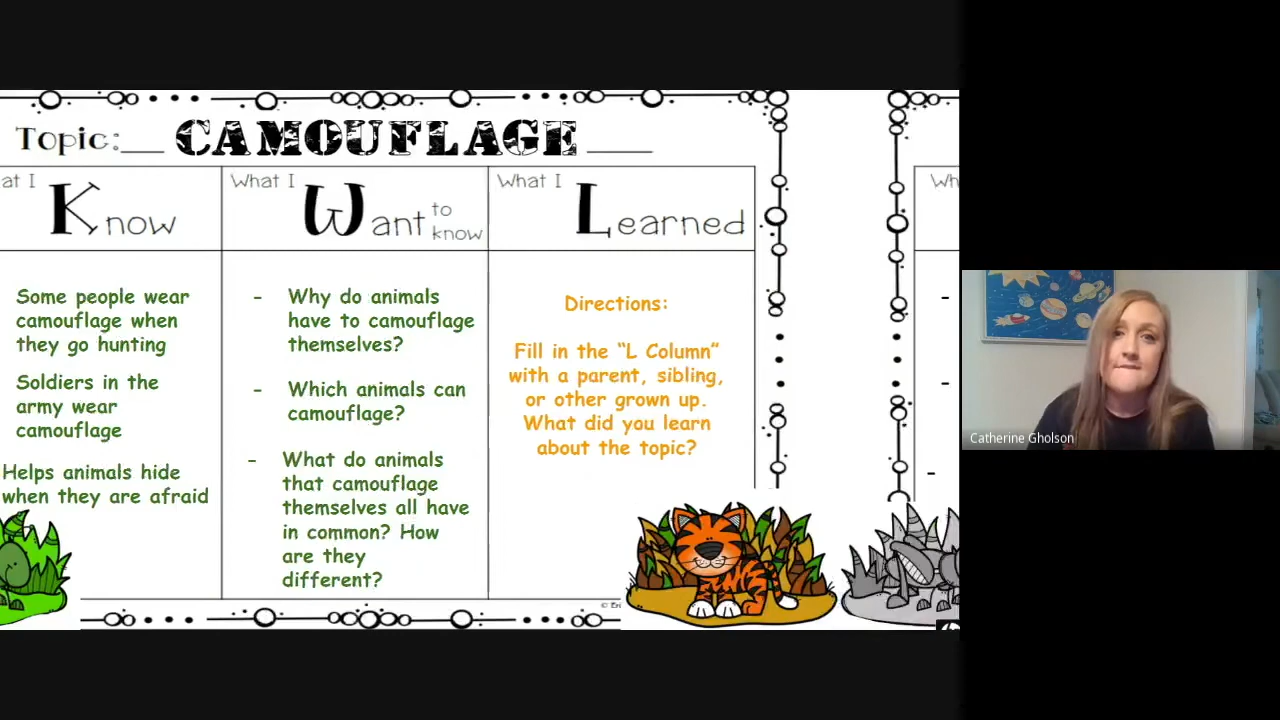 Topic:___ CAMOUFLAGE ____
at I
Know
What I
Want to
know
What I
Learned
Some people wear
camouflage when
they go hunting
Soldiers in the
army wear
camouflage
Helps animals hide
when they are afraid
- Why do animals
have to camouflage
themselves?
- Which animals can
camouflage?
- What do animals
that camouflage
themselves all have
in common? How
are they
different?
Directions:
Fill in the “L Column”
with a parent, sibling,
or other grown up.
What did you learn
about the topic?
© Eri
Wh
-
-
-
Catherine Gholson